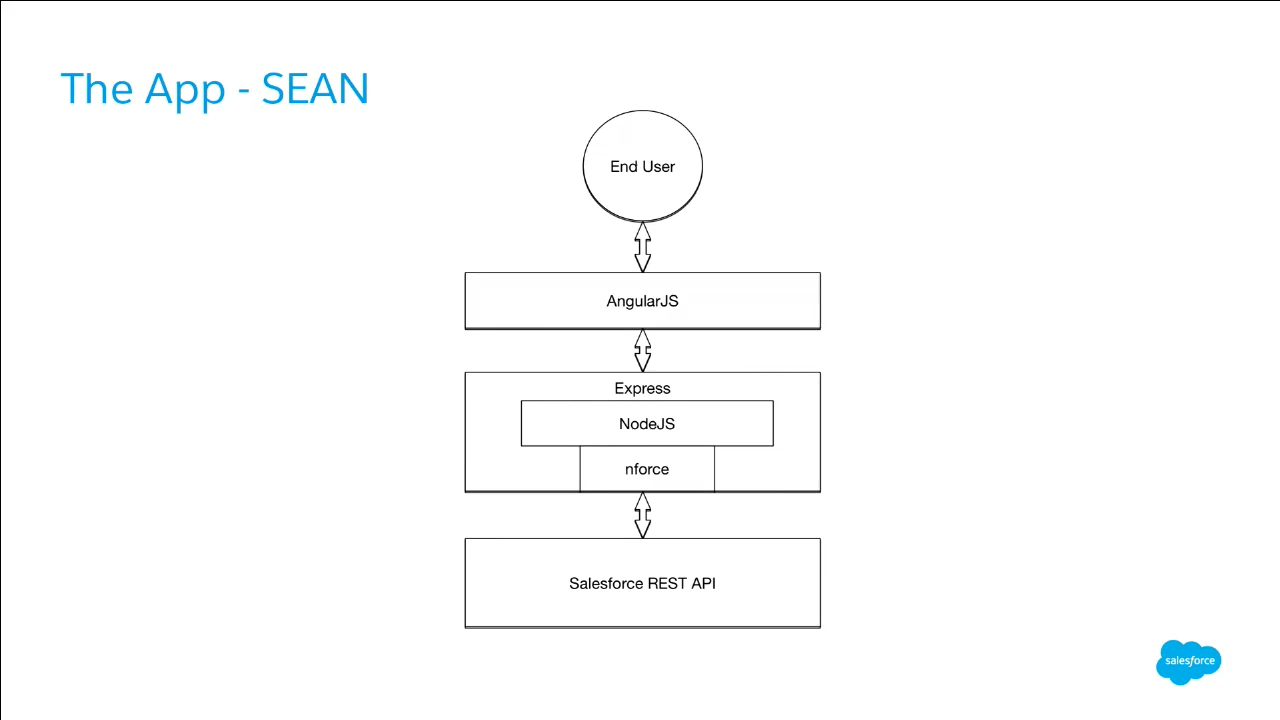 The App - SEAN
End User
AngularJS
Express
NodeJS
nforce
Salesforce REST API
salesforce